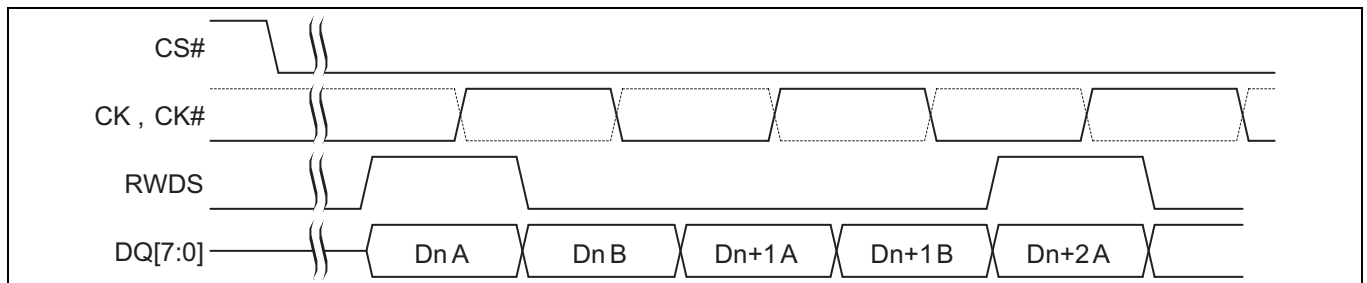 CS#
CK , CK#
RWDS
DQ[7:0]
Dn A Dn B Dn+1 A Dn+1 B Dn+2 A